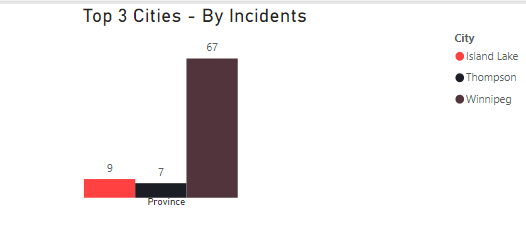 Top 3 Cities - By Incidents
City
Island Lake
Thompson
Winnipeg
67
9
7
Province